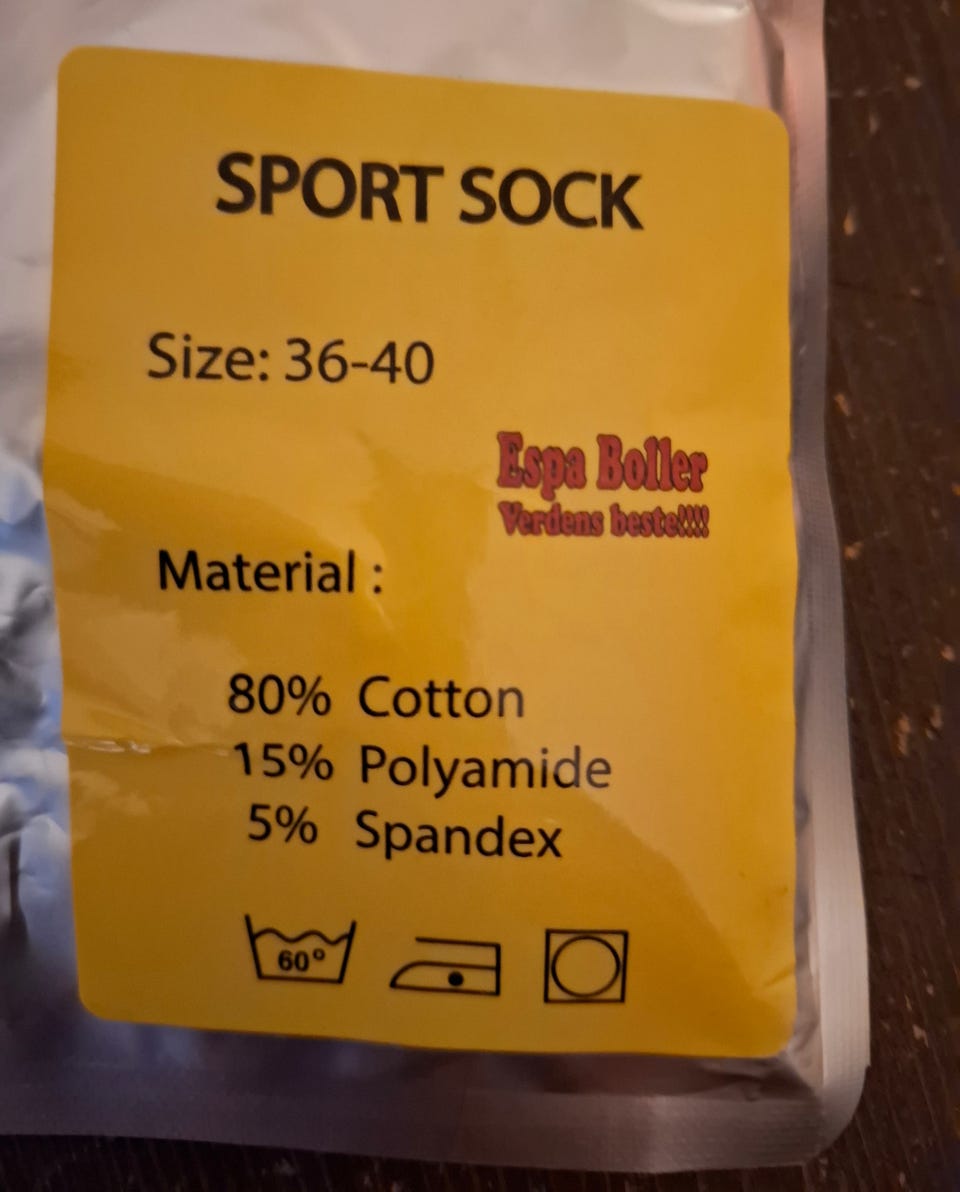 SPORT SOCK
Size: 36-40
Espa Boller
Verdens beste!!!!
Material :
80% Cotton
15% Polyamide
5% Spandex
60°